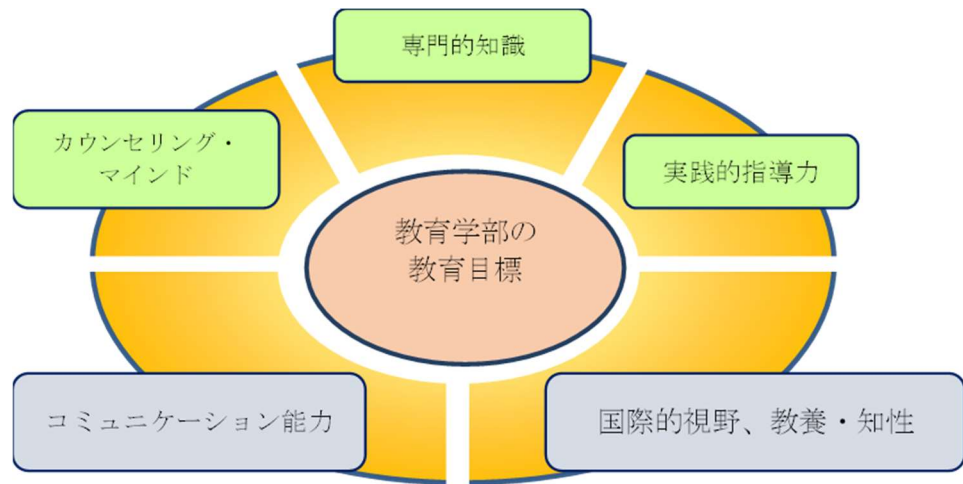 専門的知識
カウンセリング・
マインド
実践的指導力
教育学部の
教育目標
コミュニケーション能力
国際的視野、教養・知性